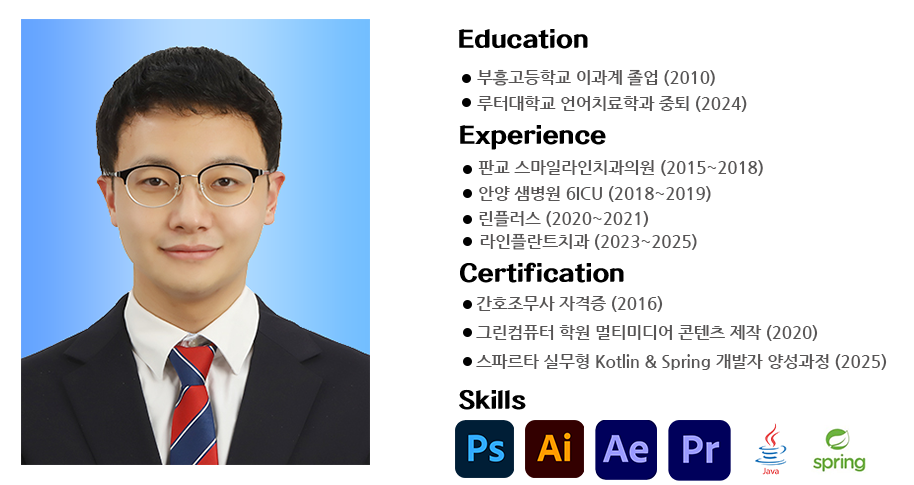 Education
부흥고등학교 이과계 졸업 (2010)
루터대학교 언어치료학과 중퇴 (2024)
Experience
판교 스마일라인치과의원 (2015~2018)
안양 샘병원 6ICU (2018~2019)
린플러스 (2020~2021)
라인플란트치과 (2023~2025)
Certification
간호조무사 자격증 (2016)
그린컴퓨터 학원 멀티미디어 콘텐츠 제작 (2020)
스파르타 실무형 Kotlin & Spring 개발자 양성과정 (2025)
Skills
Ps Ai Ae Pr Java spring